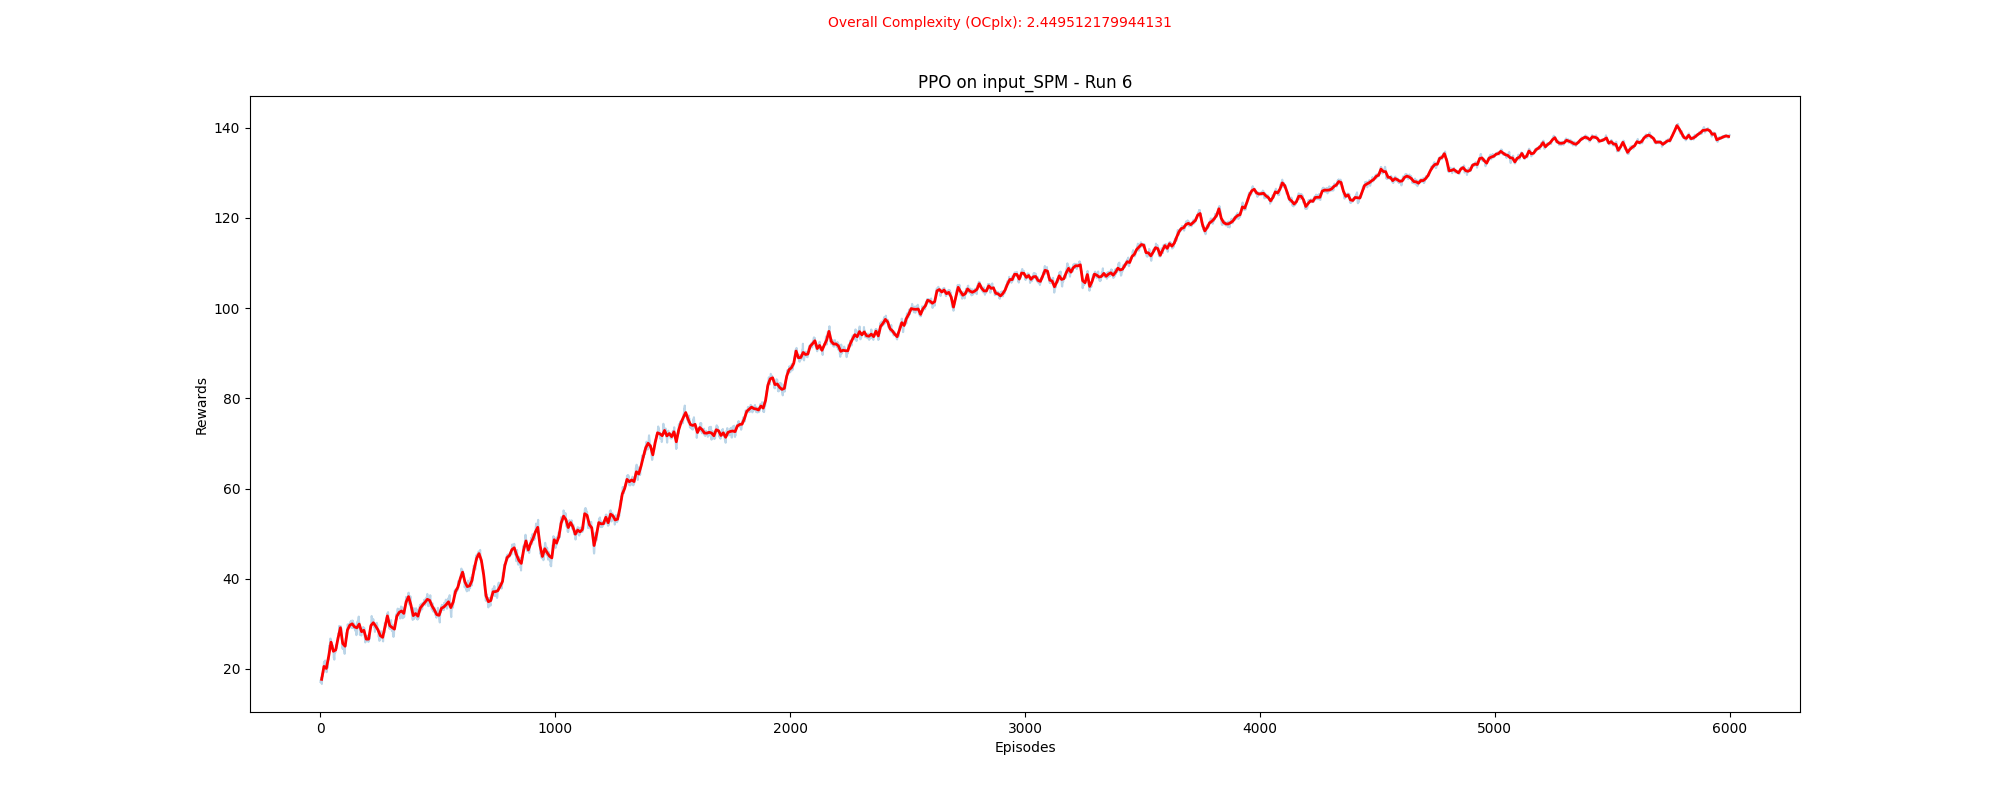 Overall Complexity (OCplx): 2.449512179944131
PPO on input_SPM - Run 6
140
120
100
80
60
40
20
Rewards
0 1000 2000 3000 4000 5000 6000
Episodes